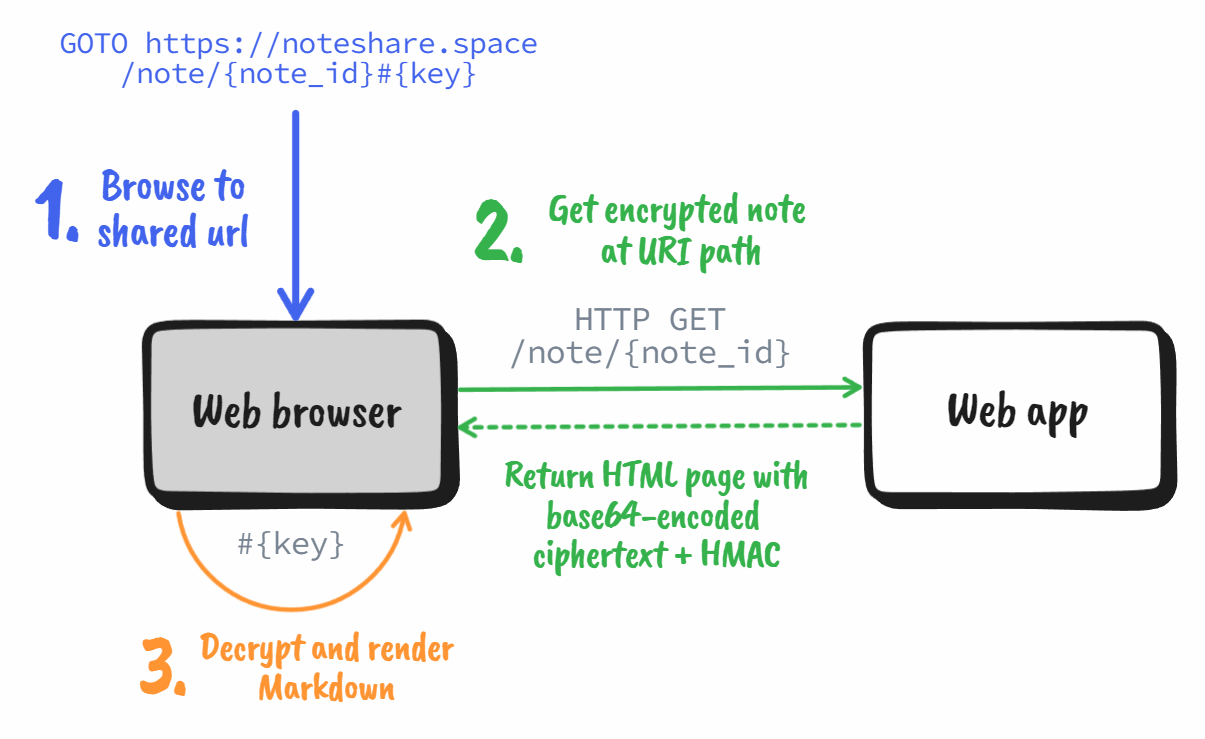 GOTO https://noteshare.space
/note/{note_id}#{key}
1.
Browse to
shared url
2.
Get encrypted note
at URI path
HTTP GET
/note/{note_id}
Web browser
Web app
Return HTML page with
base64-encoded
ciphertext + HMAC
#{key}
3.
Decrypt and render
Markdown